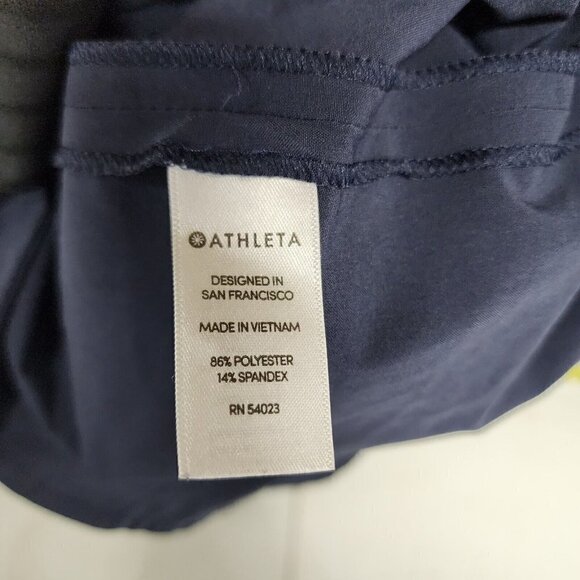 ATHLETA
DESIGNED IN
SAN FRANCISCO
MADE IN VIETNAM
86% POLYESTER
14% SPANDEX
RN 54023